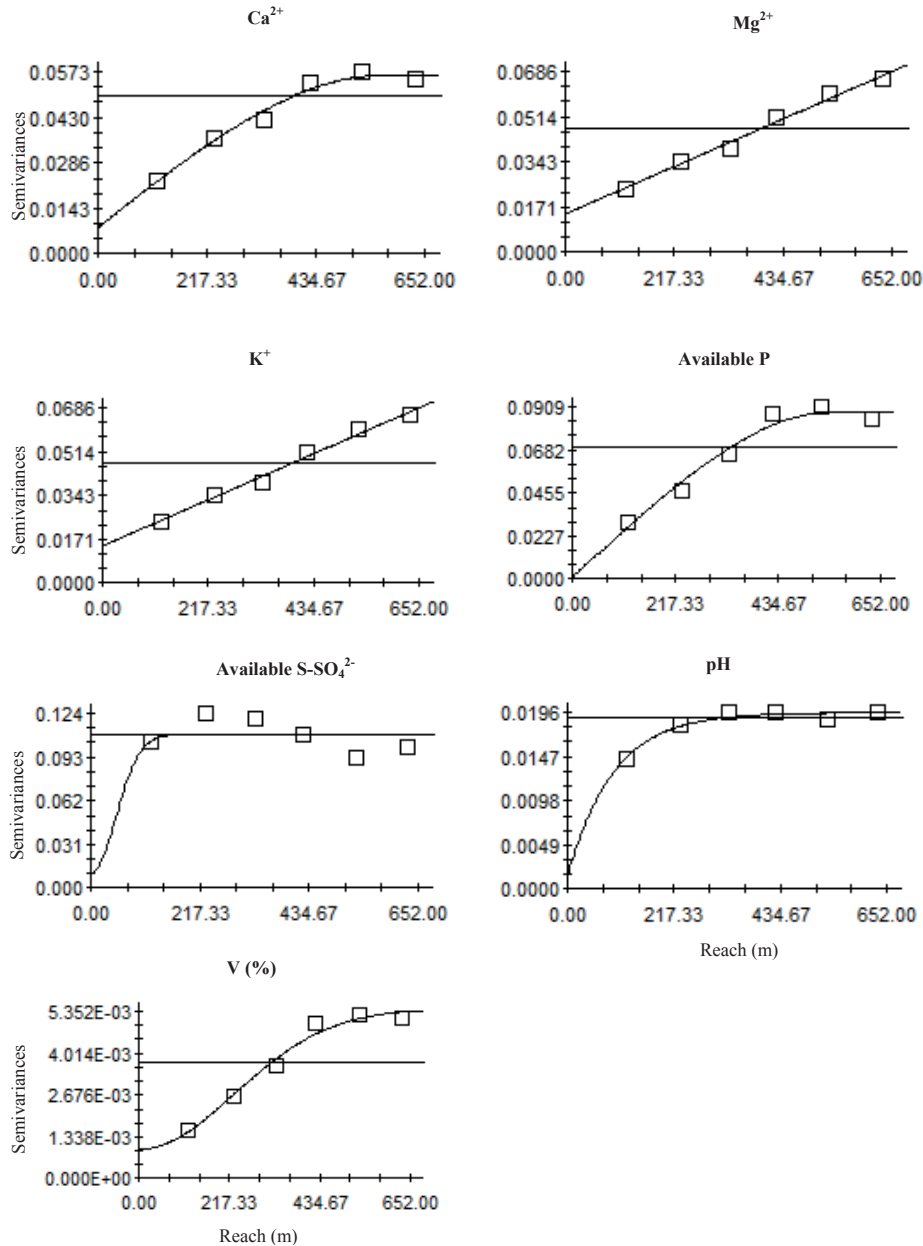 Ca²⁺
0.0573
0.0430
0.0286
0.0143
0.0000
Semivariances
0.00 217.33 434.67 652.00
Mg²⁺
0.0686
0.0514
0.0343
0.0171
0.0000
0.00 217.33 434.67 652.00
K⁺
0.0686
0.0514
0.0343
0.0171
0.0000
Semivariances
0.00 217.33 434.67 652.00
Available P
0.0909
0.0682
0.0455
0.0227
0.0000
0.00 217.33 434.67 652.00
Available S-SO₄²⁻
0.124
0.093
0.062
0.031
0.000
Semivariances
0.00 217.33 434.67 652.00
pH
0.0196
0.0147
0.0098
0.0049
0.0000
0.00 217.33 434.67 652.00
Reach (m)
V (%)
5.352E-03
4.014E-03
2.676E-03
1.338E-03
0.000E+00
Semivariances
0.00 217.33 434.67 652.00
Reach (m)